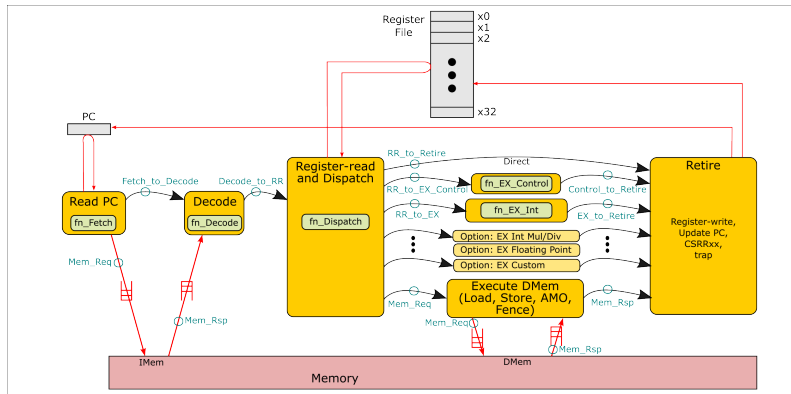 Register
File
x0
x1
x2
x32
PC
Fetch_to_Decode
Decode_to_RR
Read PC
fn_Fetch
Decode
fn_Decode
Register-read
and Dispatch
fn_Dispatch
RR_to_Retire
Direct
RR_to_EX_Control
fn_EX_Control
Control_to_Retire
RR_to_EX
fn_EX_Int
EX_to_Retire
Option: EX Int Mul/Div
Option: EX Floating Point
Option: EX Custom
Mem_Req
Execute DMem
(Load, Store, AMO,
Fence)
Mem_Rsp
Retire
Register-write,
Update PC,
CSRRxx,
trap
Mem_Req
Mem_Rsp
Mem_Req
Mem_Rsp
IMem
DMem
Memory